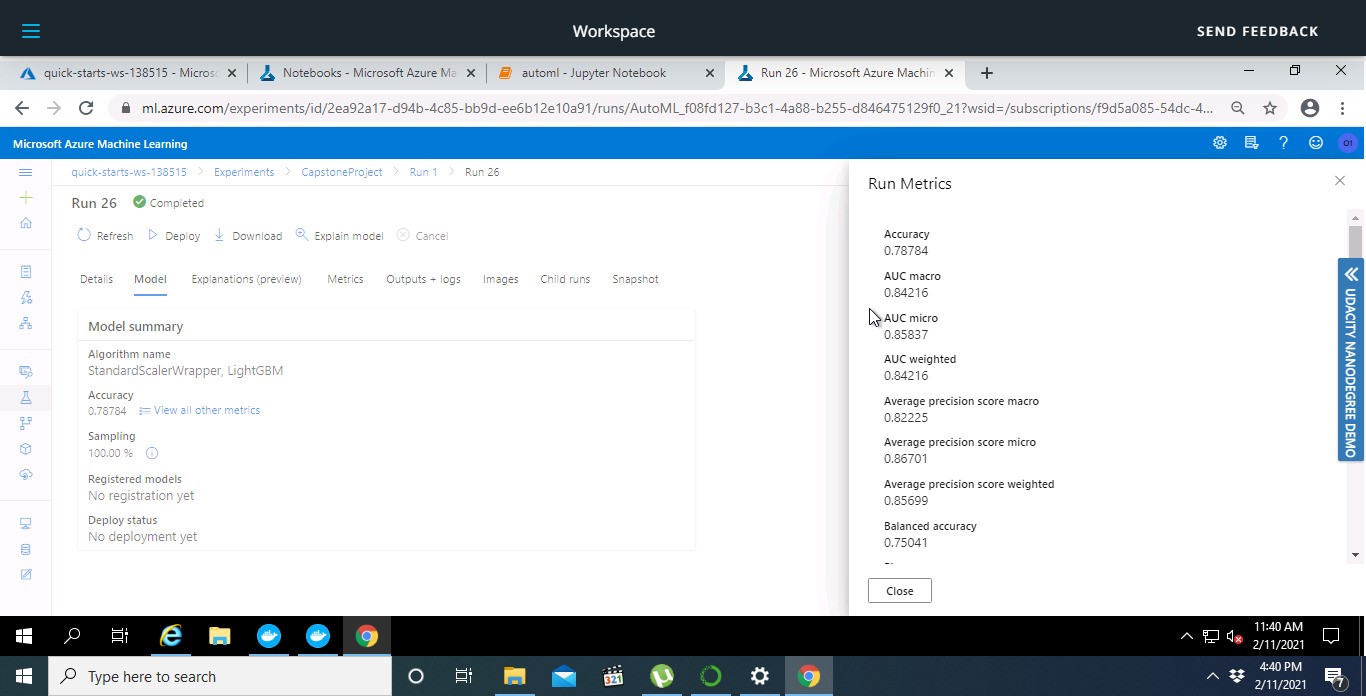 Workspace
SEND FEEDBACK
quick-starts-ws-138515 - Micros
Notebooks - Microsoft Azure Ma
automl - Jupyter Notebook
Run 26 - Microsoft Azure Machin
ml.azure.com/experiments/id/2ea92a17-d94b-4c85-bb9d-ee6b12e10a91/runs/AutoML_f08fd127-b3c1-4a88-b255-d846475129f0_21?wsid=/subscriptions/f9d5a085-54dc-4...
Microsoft Azure Machine Learning
O1
quick-starts-ws-138515 > Experiments > CapstoneProject > Run 1 > Run 26
Run 26 Completed
Refresh Deploy Download Explain model Cancel
Details Model Explanations (preview) Metrics Outputs + logs Images Child runs Snapshot
Model summary
Algorithm name
StandardScalerWrapper, LightGBM
Accuracy
0.78784 View all other metrics
Sampling
100.00 %
Registered models
No registration yet
Deploy status
No deployment yet
Run Metrics
Accuracy
0.78784
AUC macro
0.84216
AUC micro
0.85837
AUC weighted
0.84216
Average precision score macro
0.82225
Average precision score micro
0.86701
Average precision score weighted
0.85699
Balanced accuracy
0.75041
Close
UDACITY NANODEGREE DEMO
11:40 AM
2/11/2021
Type here to search
321
4:40 PM
2/11/2021
7